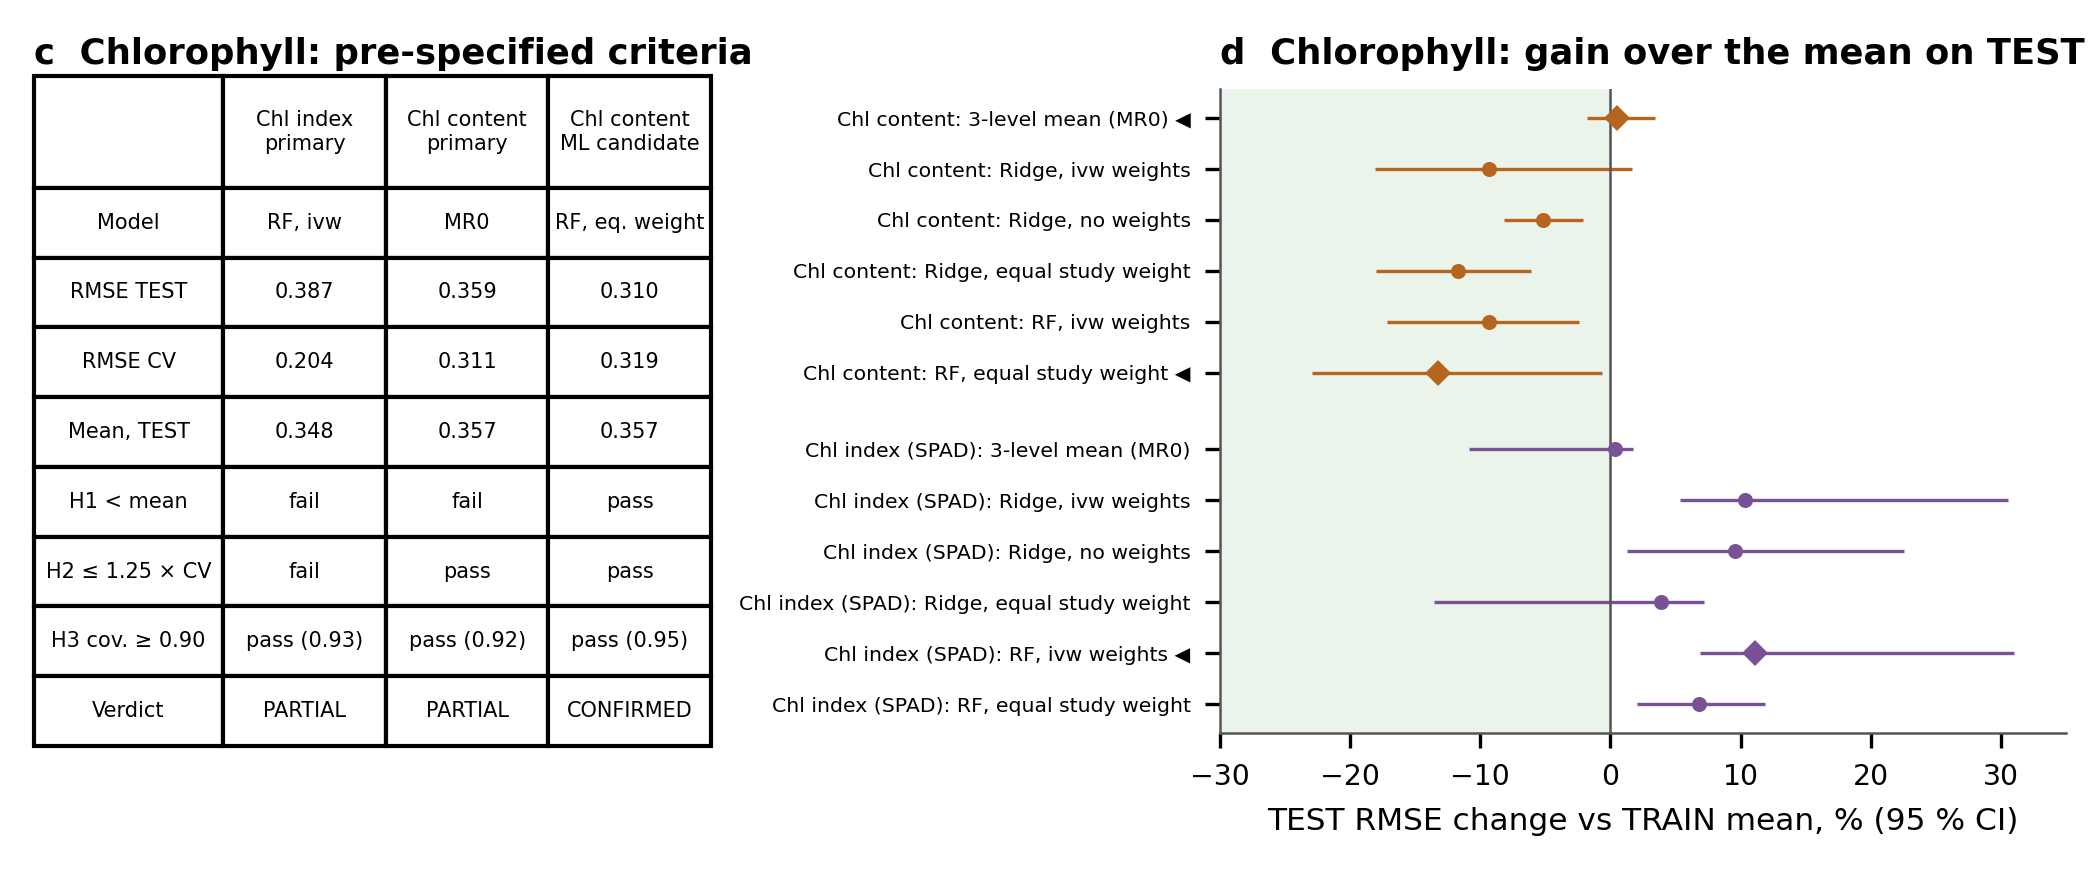 c Chlorophyll: pre-specified criteria
Chl index primary
Chl content primary
Chl content ML candidate
Model RF, ivw MR0 RF, eq. weight
RMSE TEST 0.387 0.359 0.310
RMSE CV 0.204 0.311 0.319
Mean, TEST 0.348 0.357 0.357
H1 < mean fail fail pass
H2 ≤ 1.25 × CV fail pass pass
H3 cov. ≥ 0.90 pass (0.93) pass (0.92) pass (0.95)
Verdict PARTIAL PARTIAL CONFIRMED
d Chlorophyll: gain over the mean on TEST
Chl content: 3-level mean (MR0) ◀
Chl content: Ridge, ivw weights
Chl content: Ridge, no weights
Chl content: Ridge, equal study weight
Chl content: RF, ivw weights
Chl content: RF, equal study weight ◀
Chl index (SPAD): 3-level mean (MR0)
Chl index (SPAD): Ridge, ivw weights
Chl index (SPAD): Ridge, no weights
Chl index (SPAD): Ridge, equal study weight
Chl index (SPAD): RF, ivw weights ◀
Chl index (SPAD): RF, equal study weight
−30 −20 −10 0 10 20 30
TEST RMSE change vs TRAIN mean, % (95 % CI)